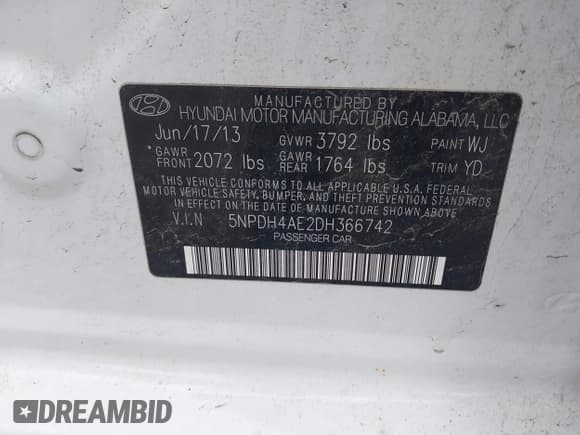 MANUFACTURED BY
HYUNDAI MOTOR MANUFACTURING ALABAMA, LLC
Jun/17/13 GVWR 3792 lbs PAINT WJ
*GAWR FRONT 2072 lbs GAWR REAR 1764 lbs TRIM YD
THIS VEHICLE CONFORMS TO ALL APPLICABLE U.S.A. FEDERAL
MOTOR VEHICLE SAFETY, BUMPER, AND THEFT PREVENTION STANDARDS
IN EFFECT ON THE DATE OF MANUFACTURE SHOWN ABOVE.
V.I.N 5NPDH4AE2DH366742
PASSENGER CAR
DREAMBID